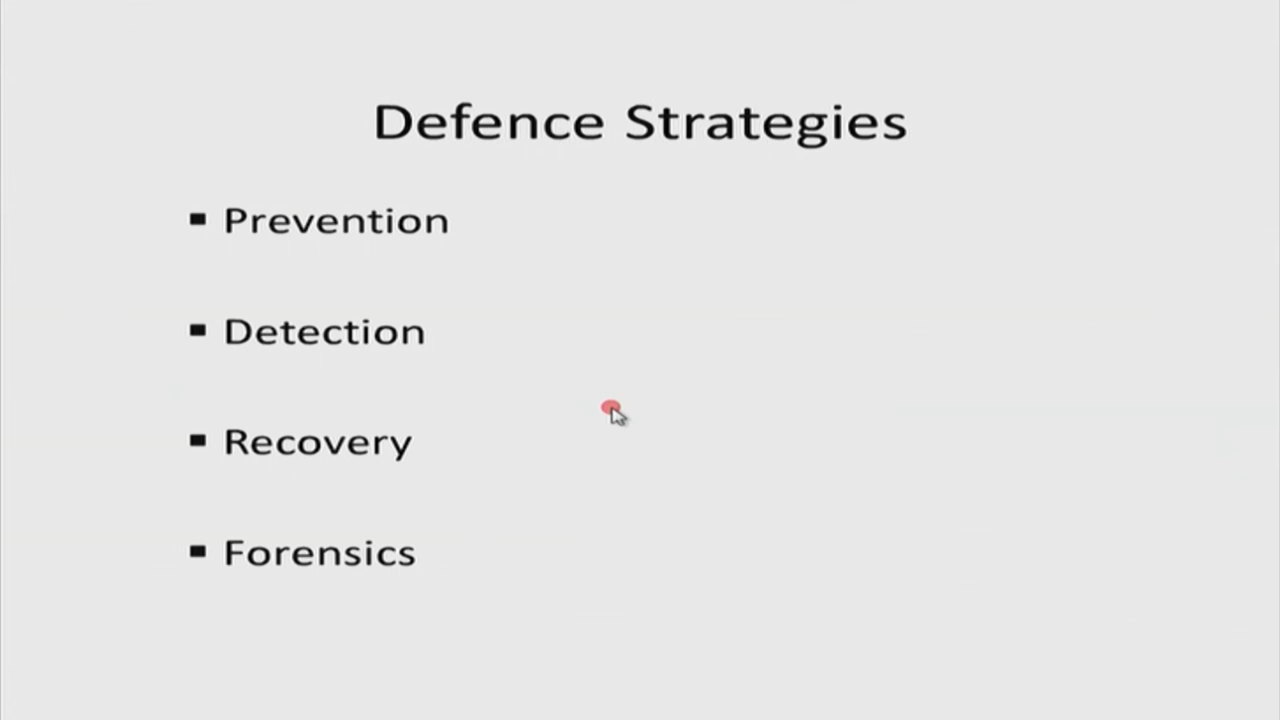 Defence Strategies
▪ Prevention
▪ Detection
▪ Recovery
▪ Forensics